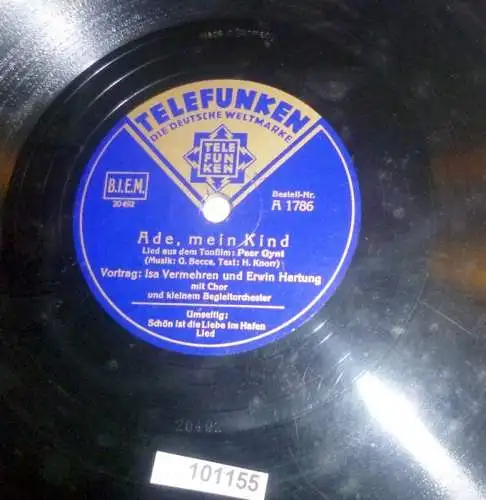 Made in Germany
TELEFUNKEN
DIE DEUTSCHE WELTMARKE
TELE
FUN
KEN
B.I.E.M.
20492
Bestell-Nr.
A 1786
Ade, mein Kind
Lied aus dem Tonfilm: Peer Gynt
(Musik: G. Becce, Text: H. Knorr)
Vortrag: Isa Vermehren und Erwin Hartung
mit Chor
und kleinem Begleitorchester
Umseitig:
Schön ist die Liebe im Hafen
Lied
20492
101155